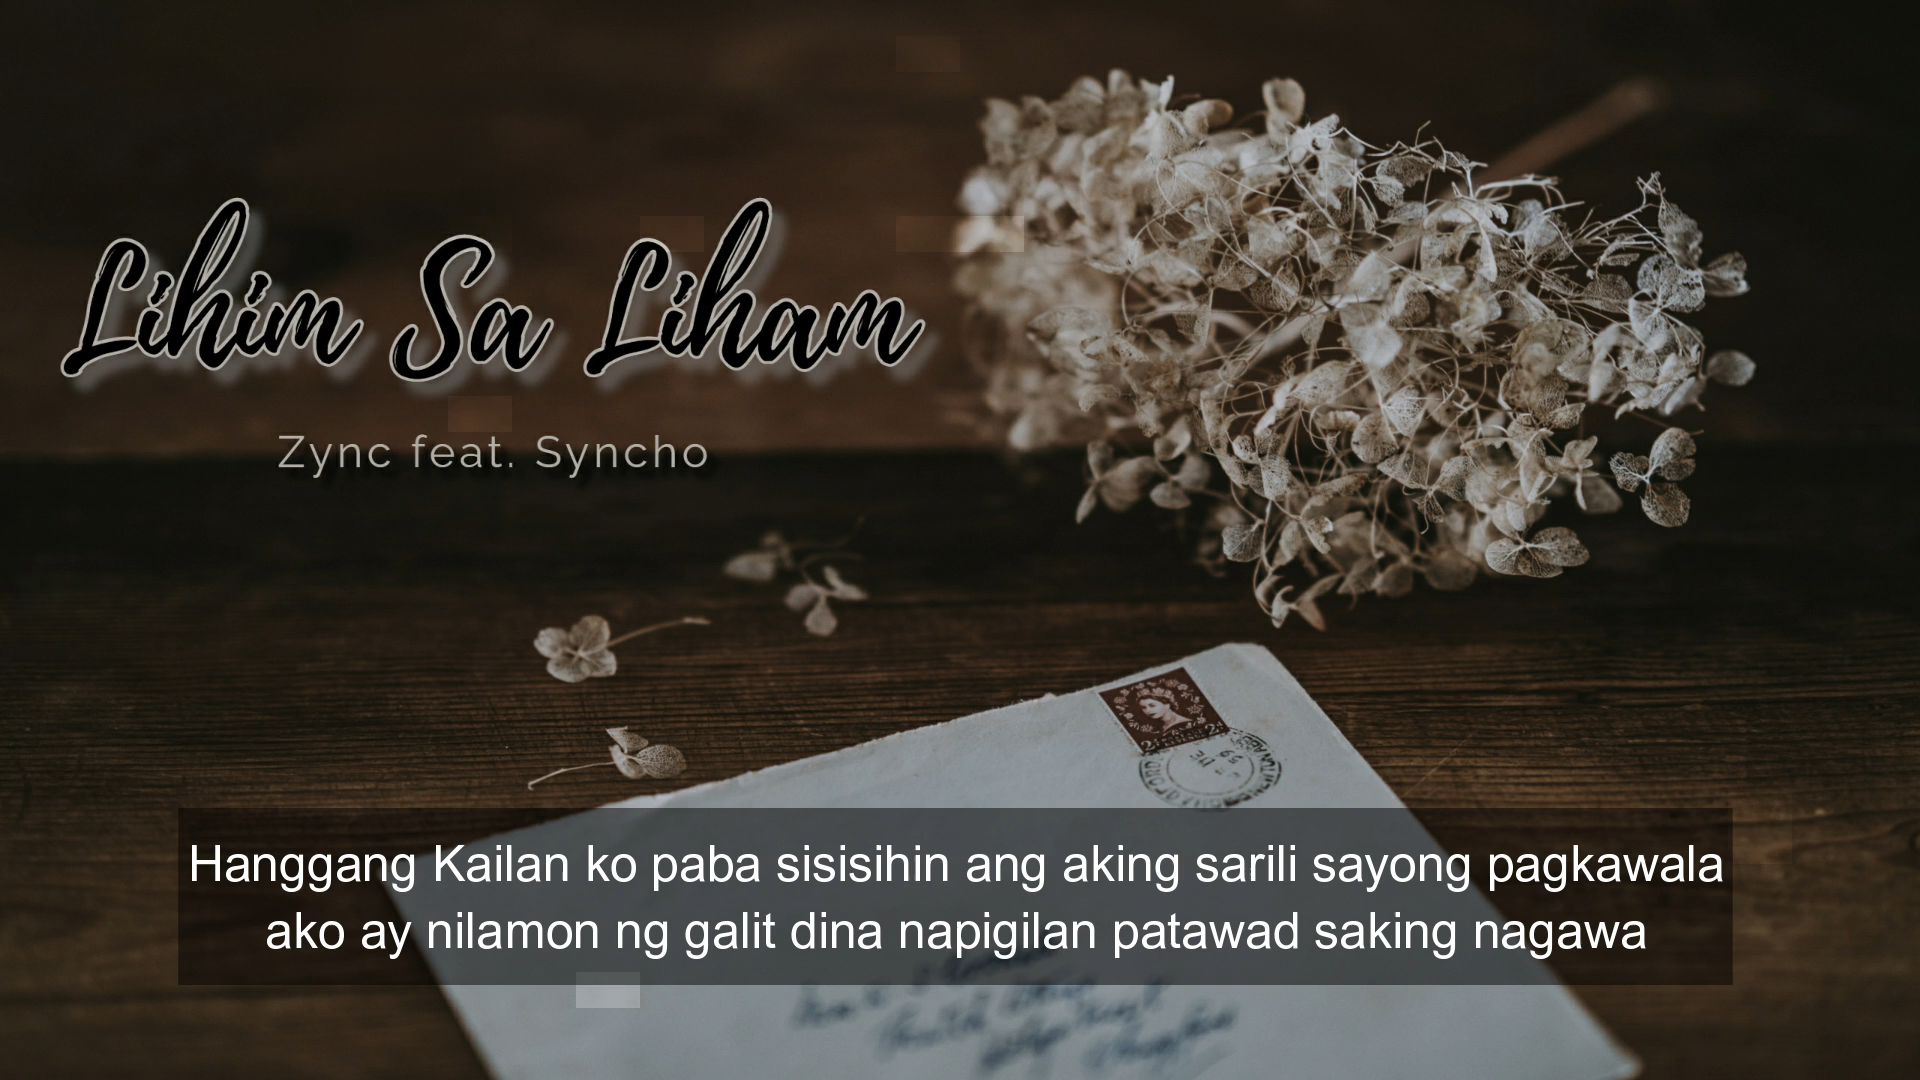 Lihim Sa Liham
Zync feat. Syncho
Hanggang Kailan ko paba sisisihin ang aking sarili sayong pagkawala
ako ay nilamon ng galit dina napigilan patawad saking nagawa